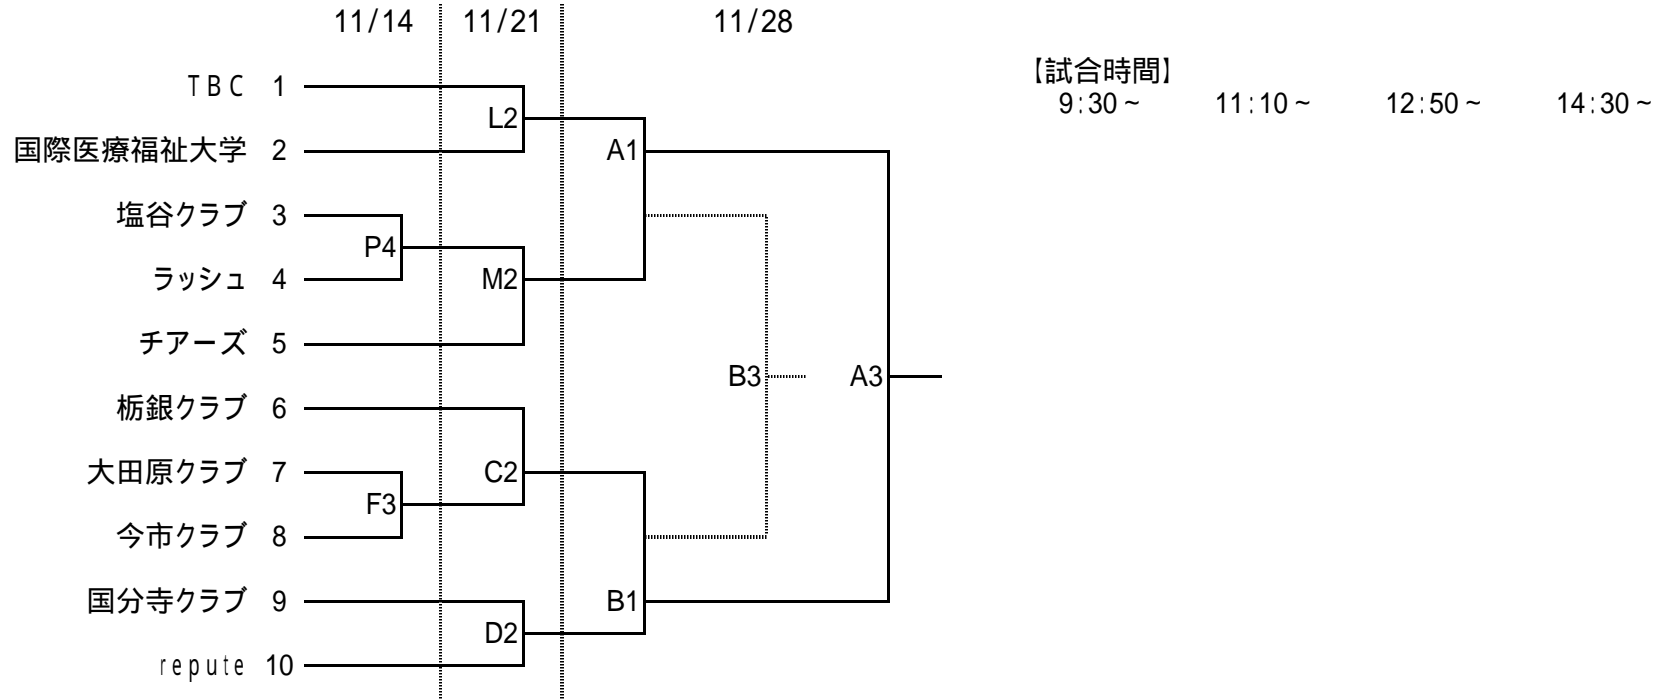 11/14 11/21 11/28
【試合時間】
9:30～ 11:10～ 12:50～ 14:30～
TBC 1
L2
国際医療福祉大学 2
A1
塩谷クラブ 3
P4
ラッシュ 4
M2
チアーズ 5
B3 A3
栃銀クラブ 6
大田原クラブ 7
C2
F3
今市クラブ 8
国分寺クラブ 9
B1
D2
repute 10